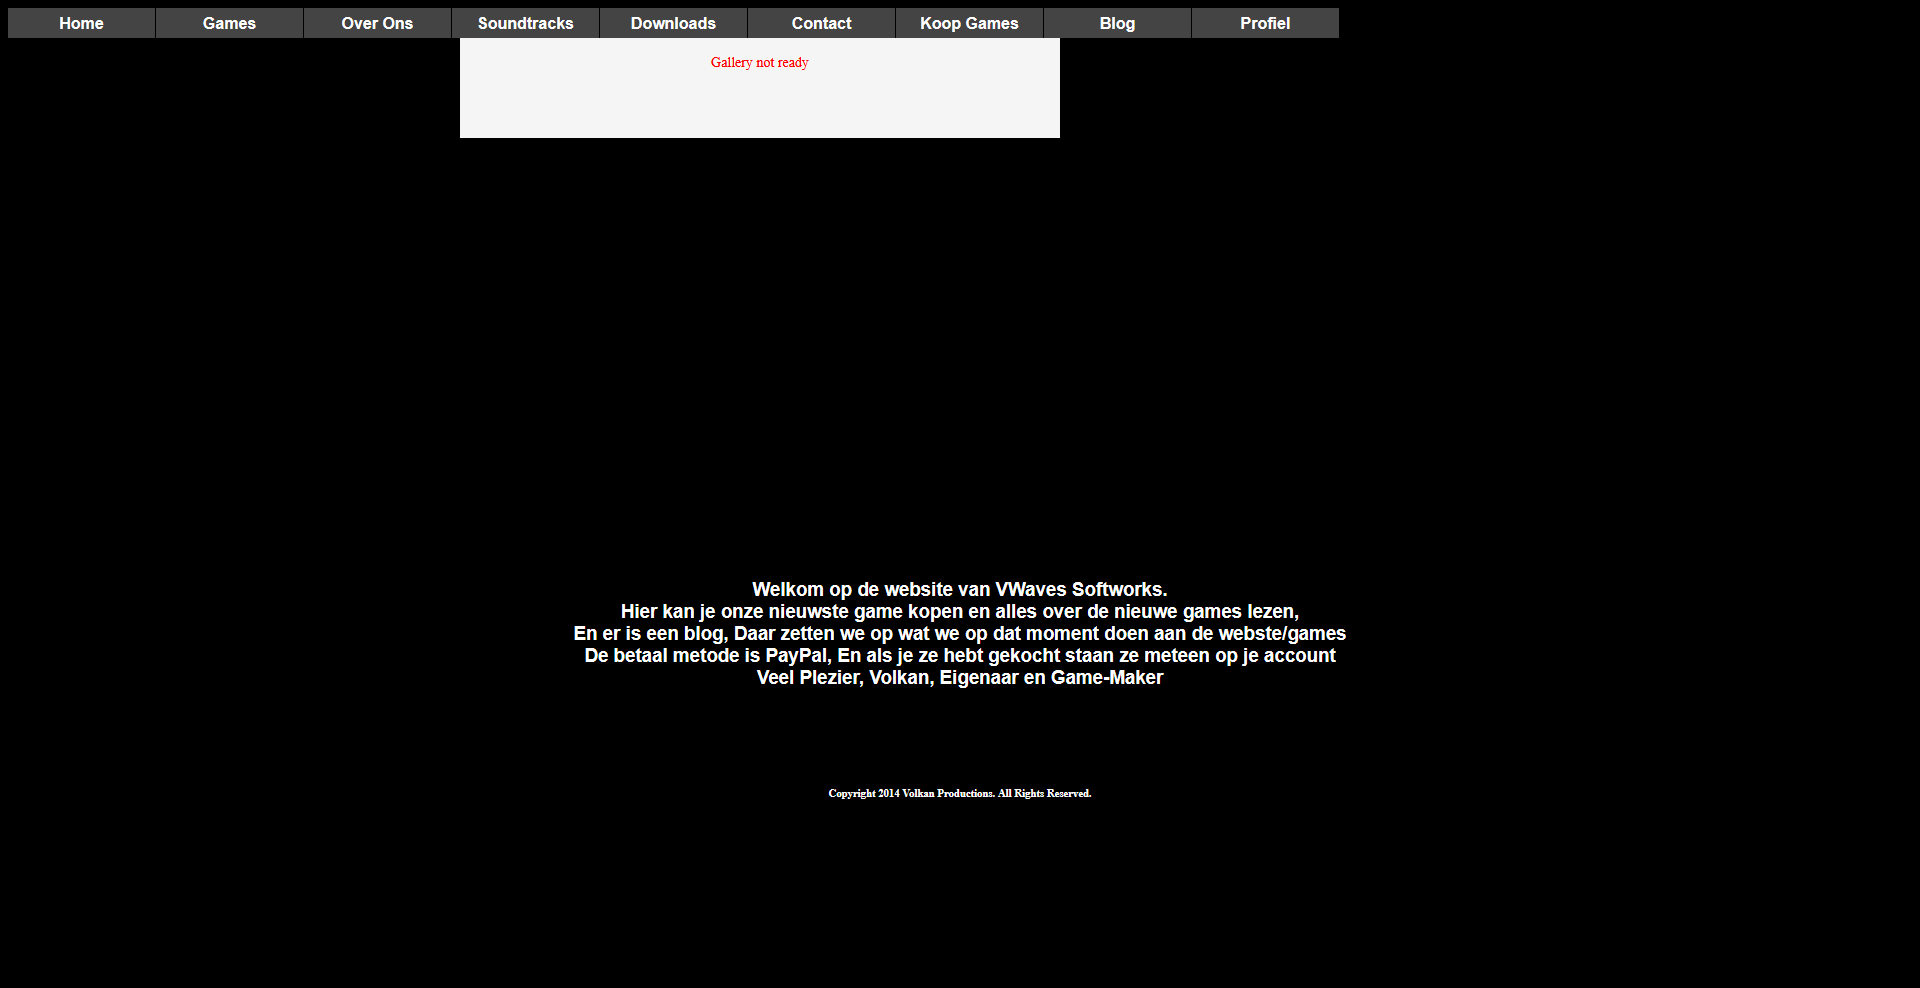 Home Games Over Ons Soundtracks Downloads Contact Koop Games Blog Profiel
Gallery not ready
Welkom op de website van VWaves Softworks.
Hier kan je onze nieuwste game kopen en alles over de nieuwe games lezen,
En er is een blog, Daar zetten we op wat we op dat moment doen aan de webste/games
De betaal metode is PayPal, En als je ze hebt gekocht staan ze meteen op je account
Veel Plezier, Volkan, Eigenaar en Game-Maker
Copyright 2014 Volkan Productions. All Rights Reserved.